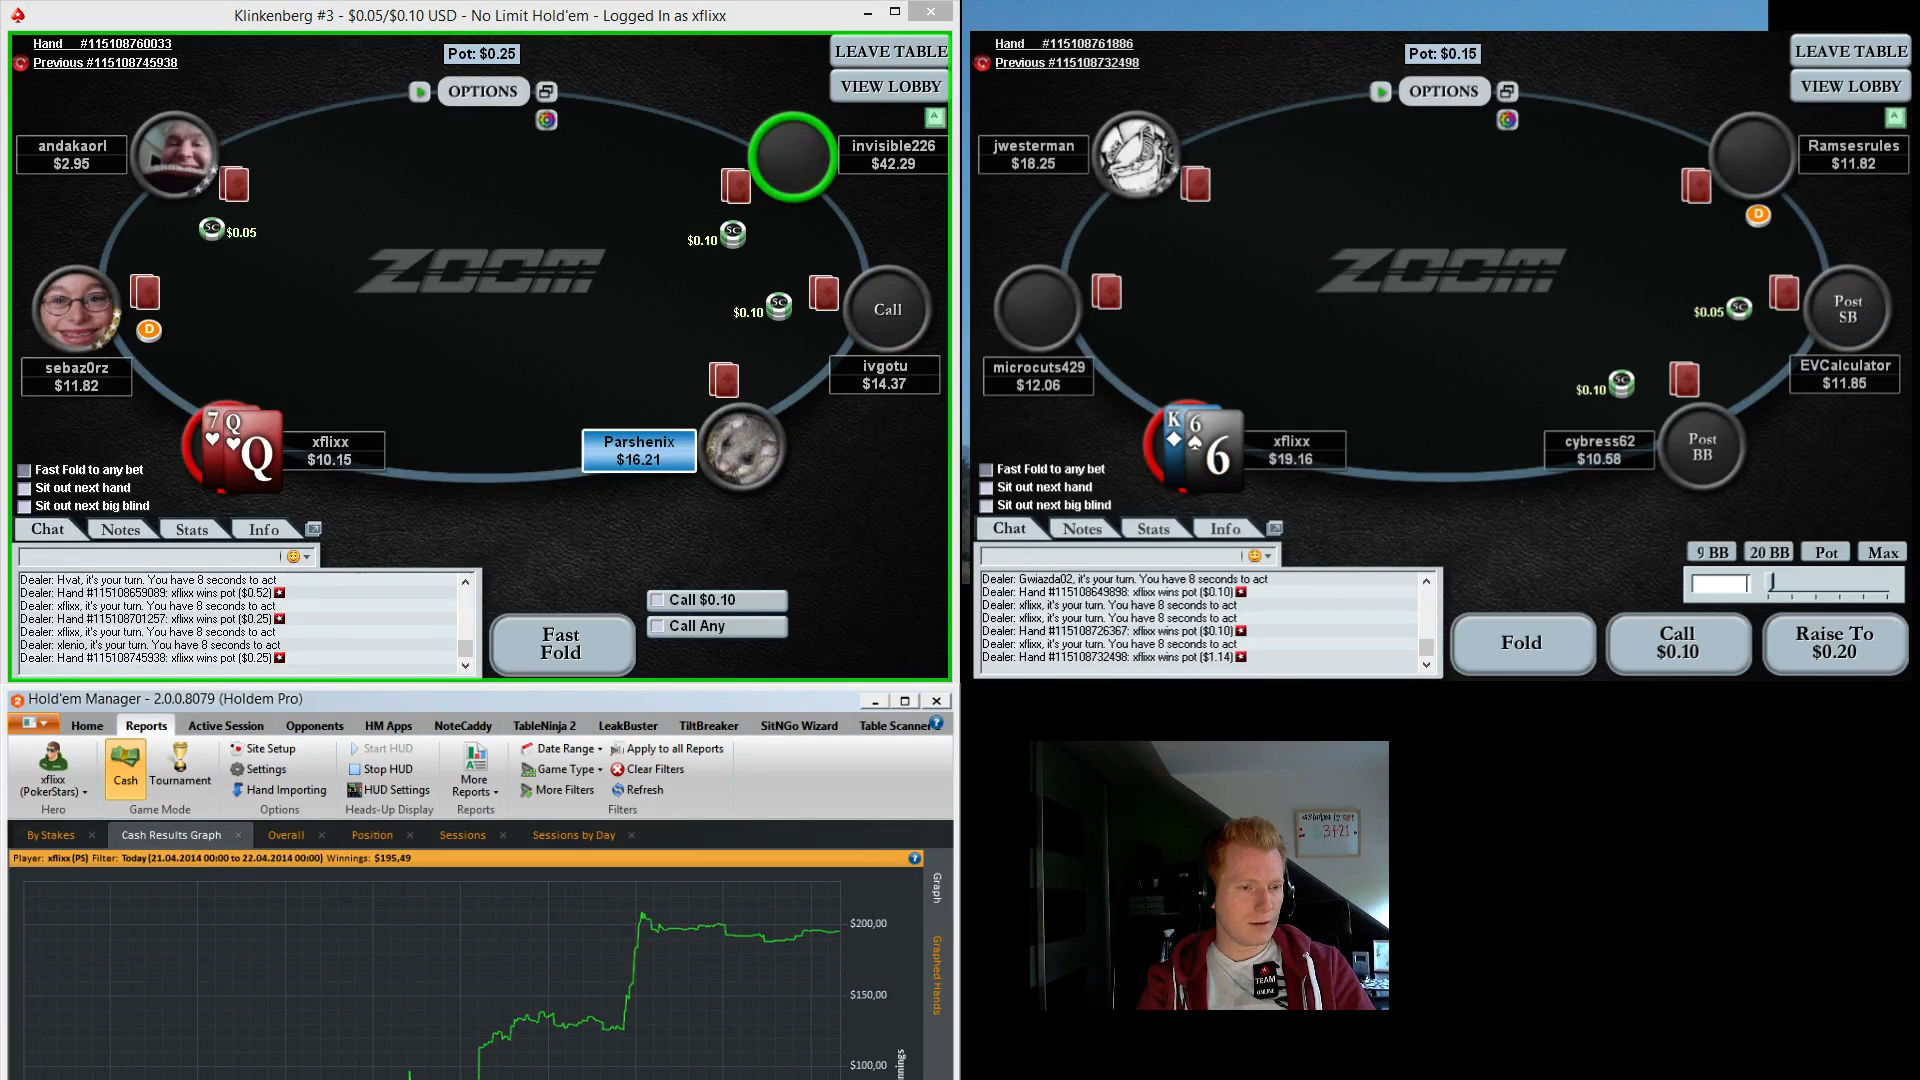 Klinkenberg #3 - $0.05/$0.10 USD - No Limit Hold'em - Logged In as xflixx
Hand #115108760033
Previous #115108745938
Pot: $0.25
LEAVE TABLE
VIEW LOBBY
OPTIONS
A
andakaorl
$2.95
invisible226
$42.29
$0.05
$0.10
ZOOM
$0.10
Call
D
sebaz0rz
$11.82
ivgotu
$14.37
7 Q
Q
xflixx
$10.15
Parshenix
$16.21
Fast Fold to any bet
Sit out next hand
Sit out next big blind
Chat
Notes
Stats
Info
Dealer: Hvat, it's your turn. You have 8 seconds to act
Dealer: Hand #115108659089: xflixx wins pot ($0.52)
Dealer: xflixx, it's your turn. You have 8 seconds to act
Dealer: Hand #115108701257: xflixx wins pot ($0.25)
Dealer: xflixx, it's your turn. You have 8 seconds to act
Dealer: xlenio, it's your turn. You have 8 seconds to act
Dealer: Hand #115108745938: xflixx wins pot ($0.25)
Fast
Fold
Call $0.10
Call Any
Hand #115108761886
Previous #115108732498
Pot: $0.15
LEAVE TABLE
VIEW LOBBY
OPTIONS
A
jwesterman
$18.25
Ramsesrules
$11.82
D
ZOOM
Post
SB
$0.05
microcuts429
$12.06
EVCalculator
$11.85
$0.10
K 6
6
xflixx
$19.16
cybress62
$10.58
Post
BB
Fast Fold to any bet
Sit out next hand
Sit out next big blind
Chat
Notes
Stats
Info
Dealer: Gwiazda02, it's your turn. You have 8 seconds to act
Dealer: Hand #115108649898: xflixx wins pot ($0.10)
Dealer: xflixx, it's your turn. You have 8 seconds to act
Dealer: xflixx, it's your turn. You have 8 seconds to act
Dealer: Hand #115108726367: xflixx wins pot ($0.10)
Dealer: xflixx, it's your turn. You have 8 seconds to act
Dealer: Hand #115108732498: xflixx wins pot ($1.14)
9 BB
20 BB
Pot
Max
Fold
Call
$0.10
Raise To
$0.20
Hold'em Manager - 2.0.0.8079 (Holdem Pro)
Home
Reports
Active Session
Opponents
HM Apps
NoteCaddy
TableNinja 2
LeakBuster
TiltBreaker
SitNGo Wizard
Table Scanner
xflixx
(PokerStars)
Hero
Cash
Tournament
Game Mode
Site Setup
Settings
Hand Importing
Options
Start HUD
Stop HUD
HUD Settings
Heads-Up Display
More
Reports
Reports
Date Range
Game Type
More Filters
Apply to all Reports
Clear Filters
Refresh
Filters
By Stakes
Cash Results Graph
Overall
Position
Sessions
Sessions by Day
Player: xflixx (PS) Filter: Today (21.04.2014 00:00 to 22.04.2014 00:00) Winnings: $195,49
$200,00
$150,00
$100,00
Graph
Graphed Hands
TEAM
ONLINE